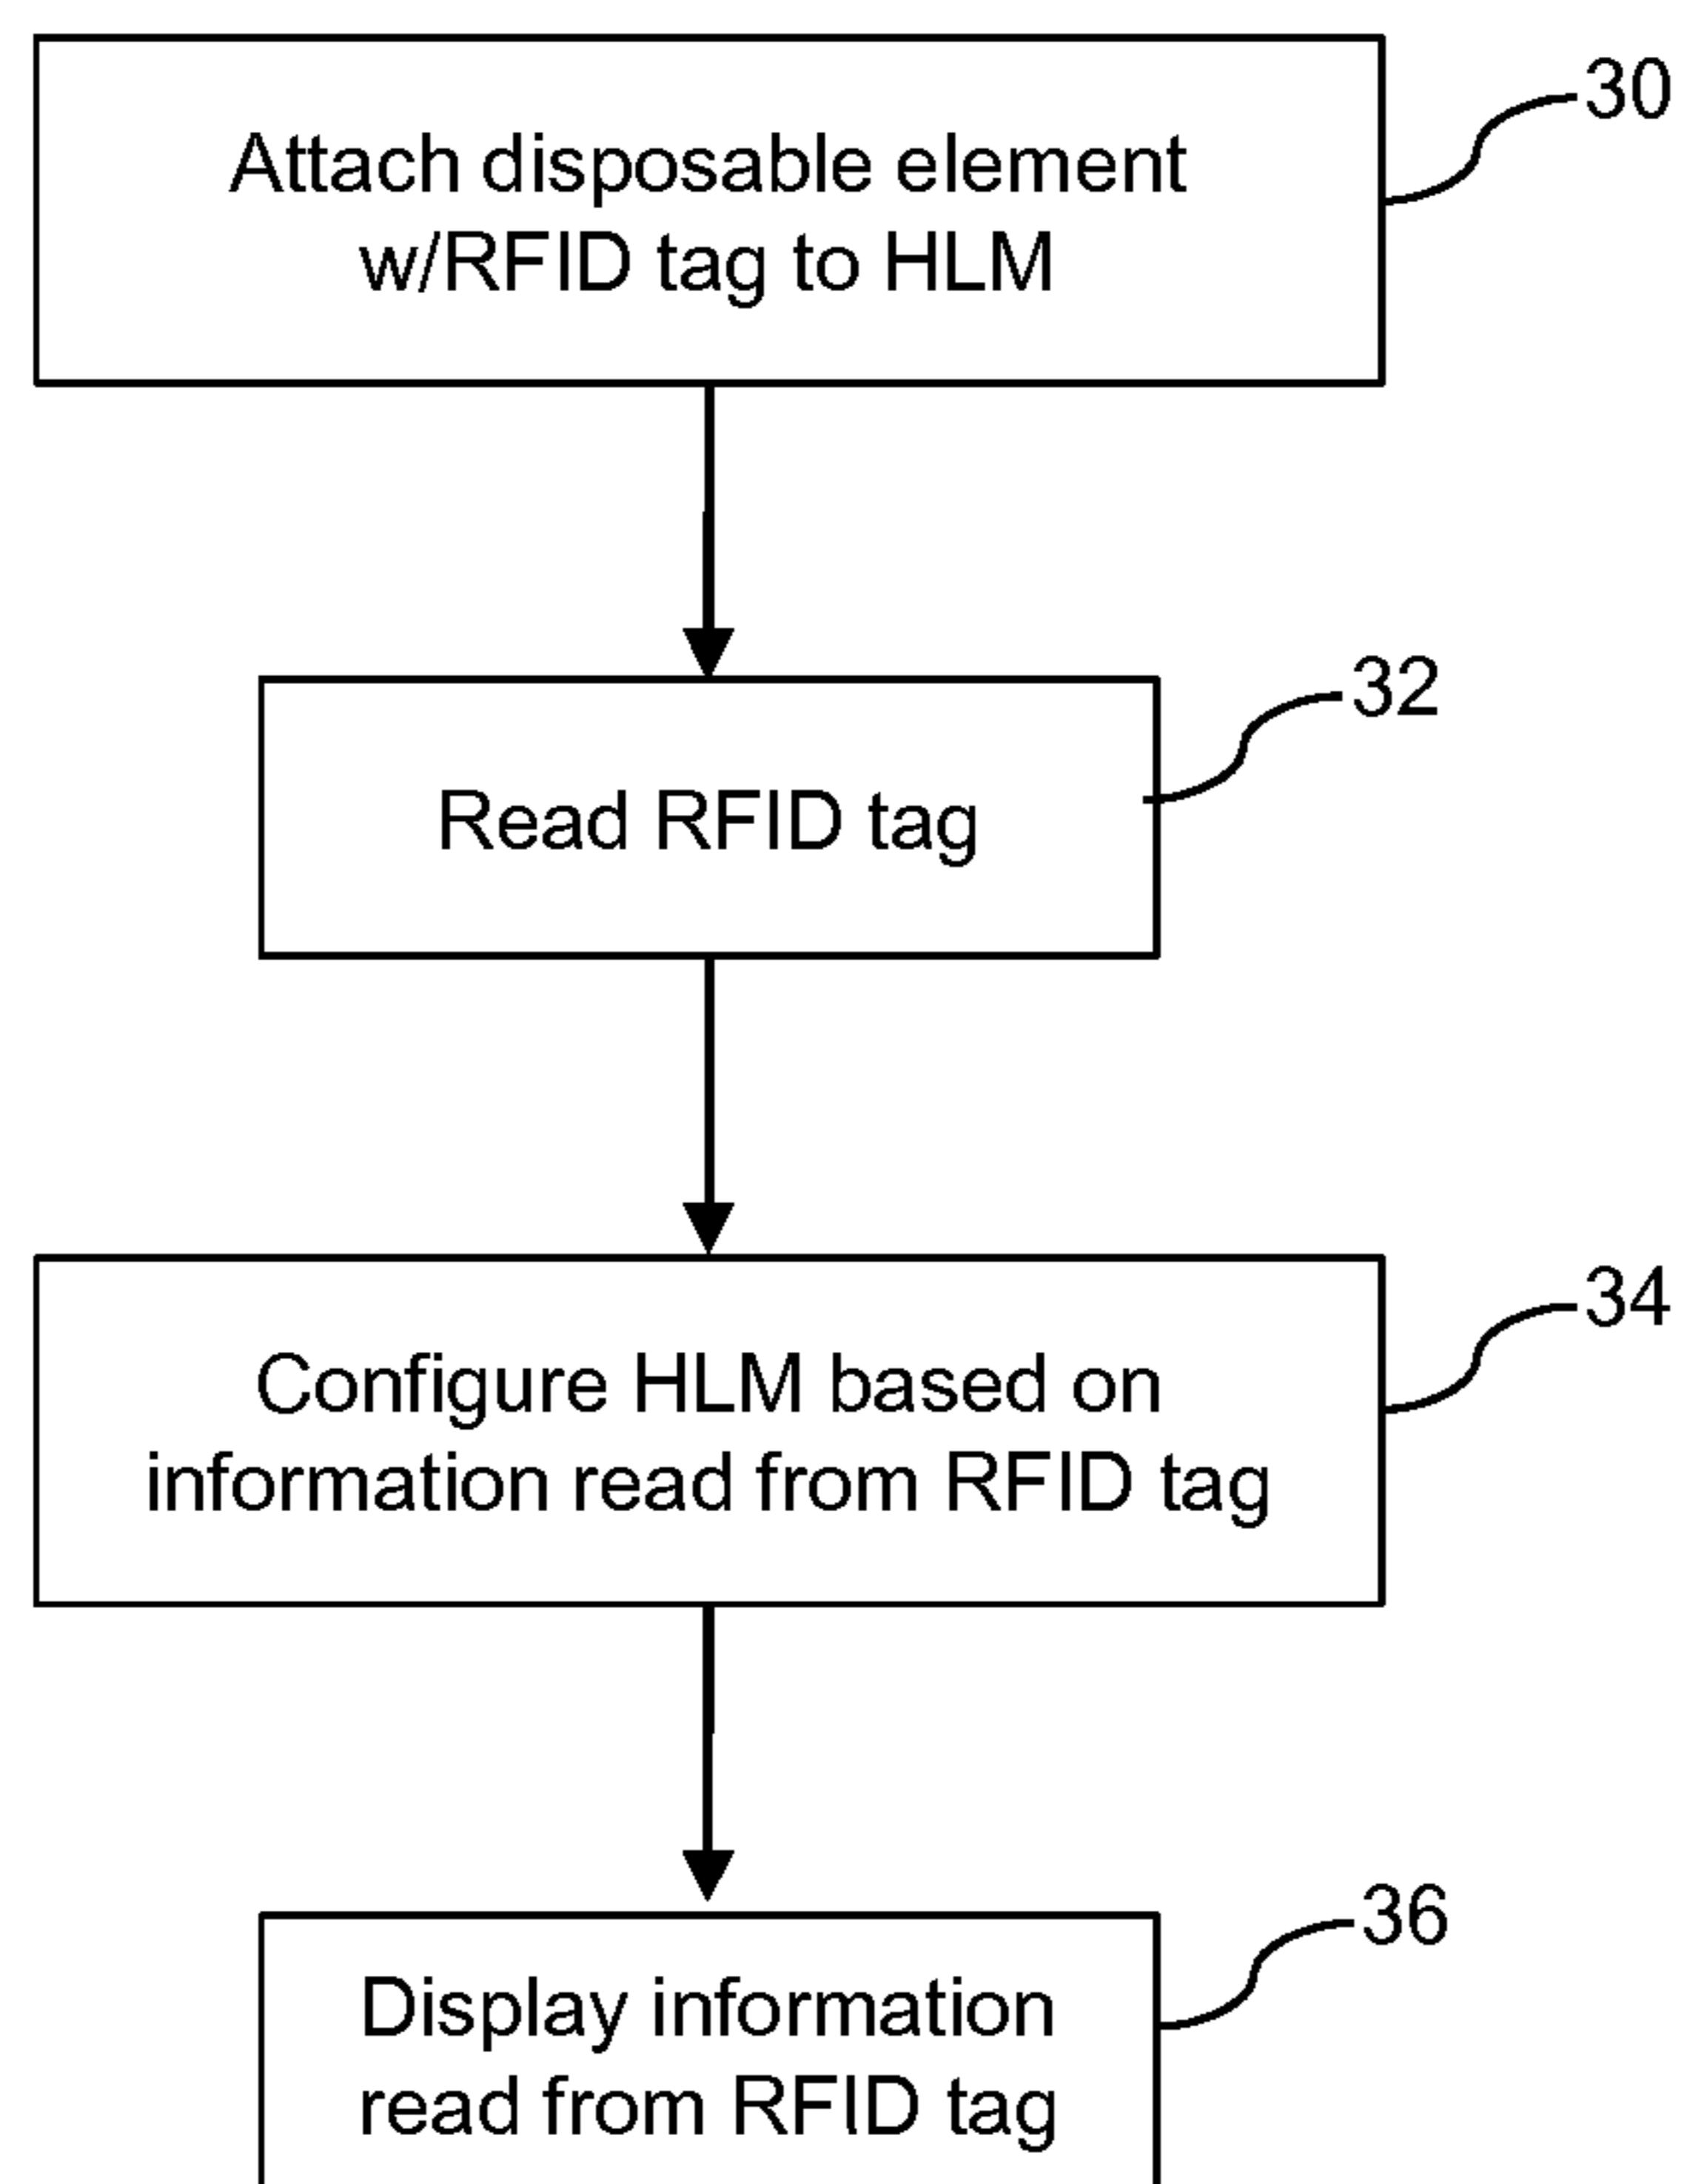 30
Attach disposable element
w/RFID tag to HLM
32
Read RFID tag
34
Configure HLM based on
information read from RFID tag
36
Display information
read from RFID tag